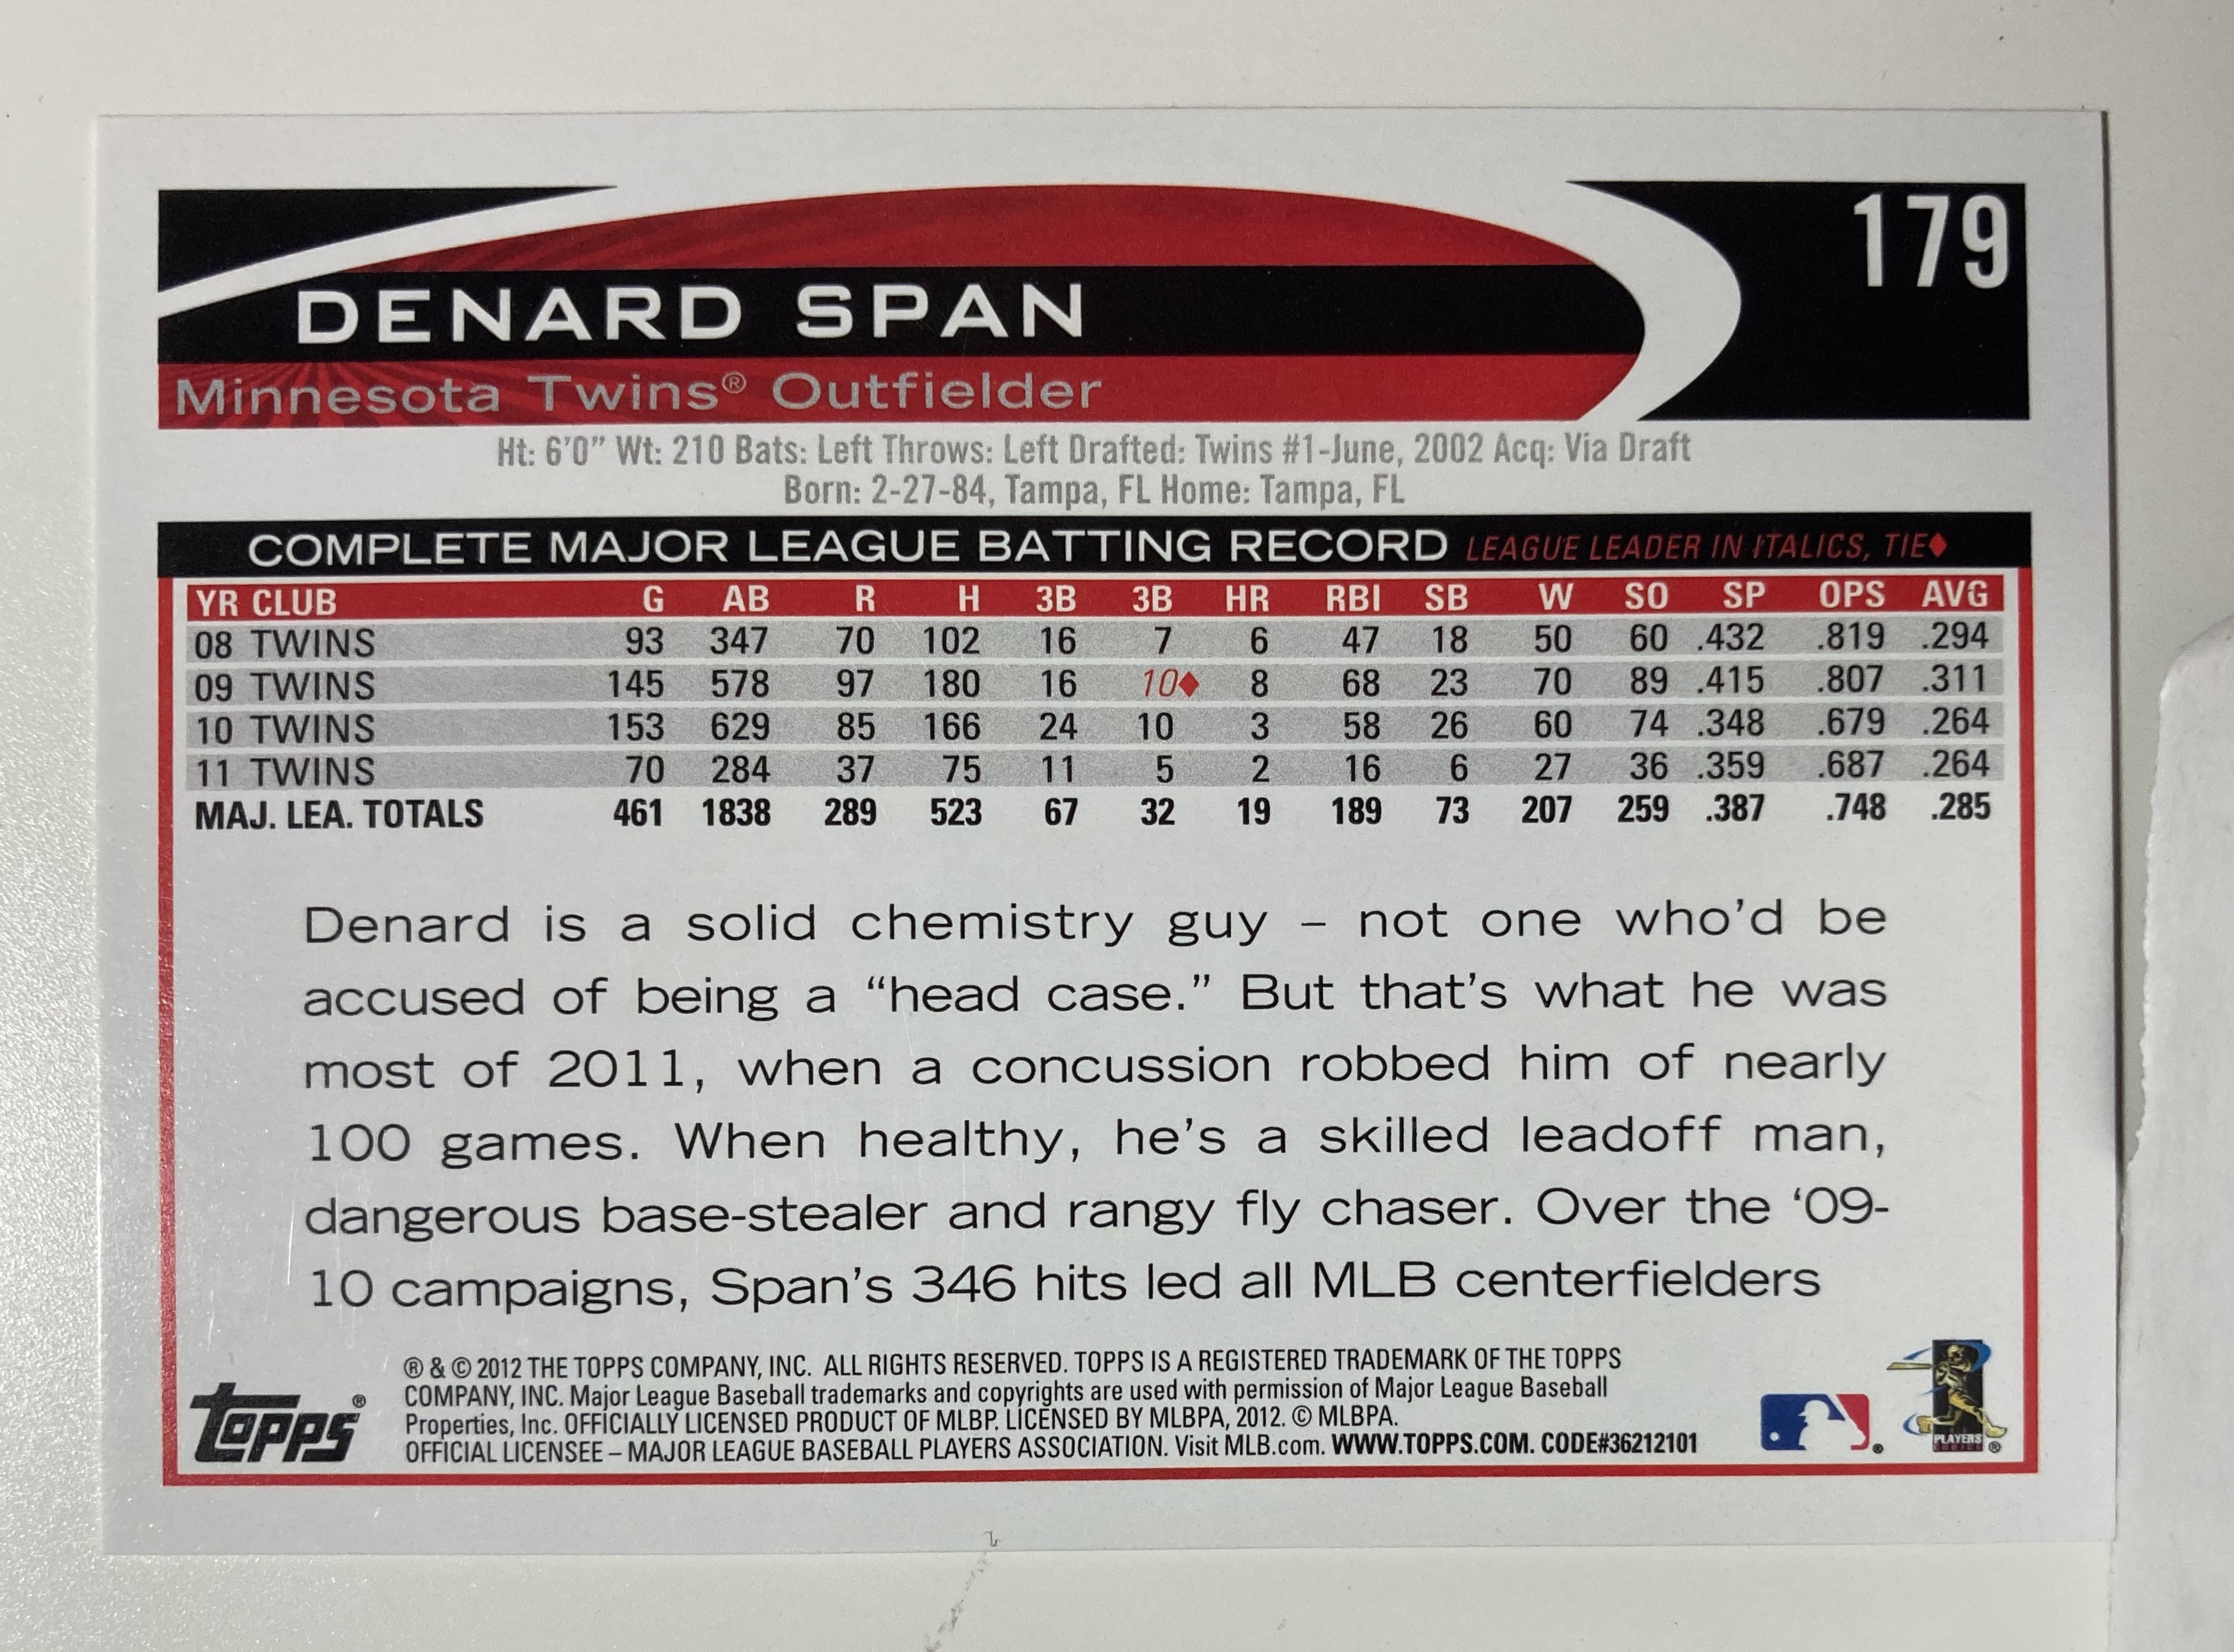 179
DENARD SPAN
Minnesota Twins® Outfielder
Ht: 6'0” Wt: 210 Bats: Left Throws: Left Drafted: Twins #1-June, 2002 Acq: Via Draft
Born: 2-27-84, Tampa, FL Home: Tampa, FL
COMPLETE MAJOR LEAGUE BATTING RECORD LEAGUE LEADER IN ITALICS, TIE♦
YR CLUB G AB R H 3B 3B HR RBI SB W SO SP OPS AVG
08 TWINS 93 347 70 102 16 7 6 47 18 50 60 .432 .819 .294
09 TWINS 145 578 97 180 16 10♦ 8 68 23 70 89 .415 .807 .311
10 TWINS 153 629 85 166 24 10 3 58 26 60 74 .348 .679 .264
11 TWINS 70 284 37 75 11 5 2 16 6 27 36 .359 .687 .264
MAJ. LEA. TOTALS 461 1838 289 523 67 32 19 189 73 207 259 .387 .748 .285
Denard is a solid chemistry guy – not one who’d be
accused of being a “head case.” But that’s what he was
most of 2011, when a concussion robbed him of nearly
100 games. When healthy, he’s a skilled leadoff man,
dangerous base-stealer and rangy fly chaser. Over the ‘09-
10 campaigns, Span’s 346 hits led all MLB centerfielders
® & © 2012 THE TOPPS COMPANY, INC. ALL RIGHTS RESERVED. TOPPS IS A REGISTERED TRADEMARK OF THE TOPPS
COMPANY, INC. Major League Baseball trademarks and copyrights are used with permission of Major League Baseball
Properties, Inc. OFFICIALLY LICENSED PRODUCT OF MLBP. LICENSED BY MLBPA, 2012. © MLBPA.
OFFICIAL LICENSEE – MAJOR LEAGUE BASEBALL PLAYERS ASSOCIATION. Visit MLB.com. WWW.TOPPS.COM. CODE#36212101
topps®
PLAYERS